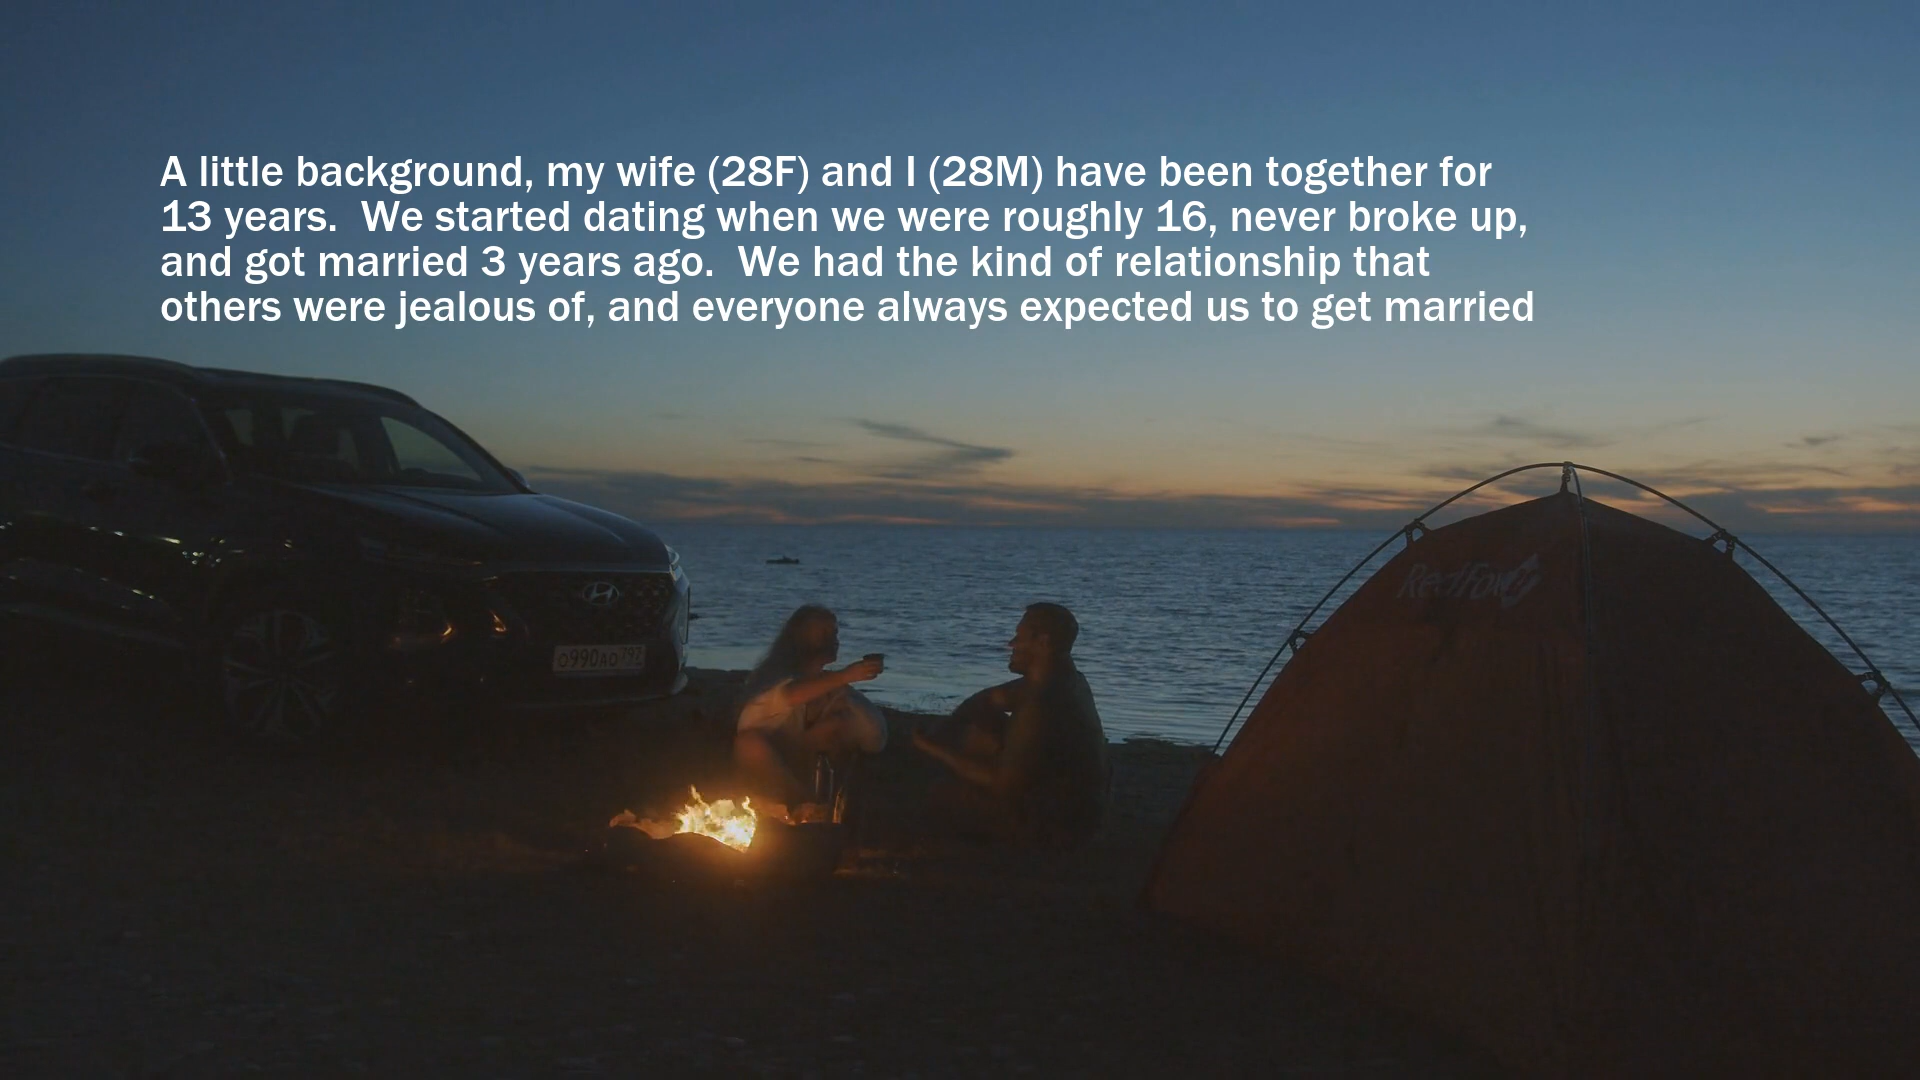 A little background, my wife (28F) and I (28M) have been together for
13 years.  We started dating when we were roughly 16, never broke up,
and got married 3 years ago.  We had the kind of relationship that
others were jealous of, and everyone always expected us to get married
RedFox
О990АО797